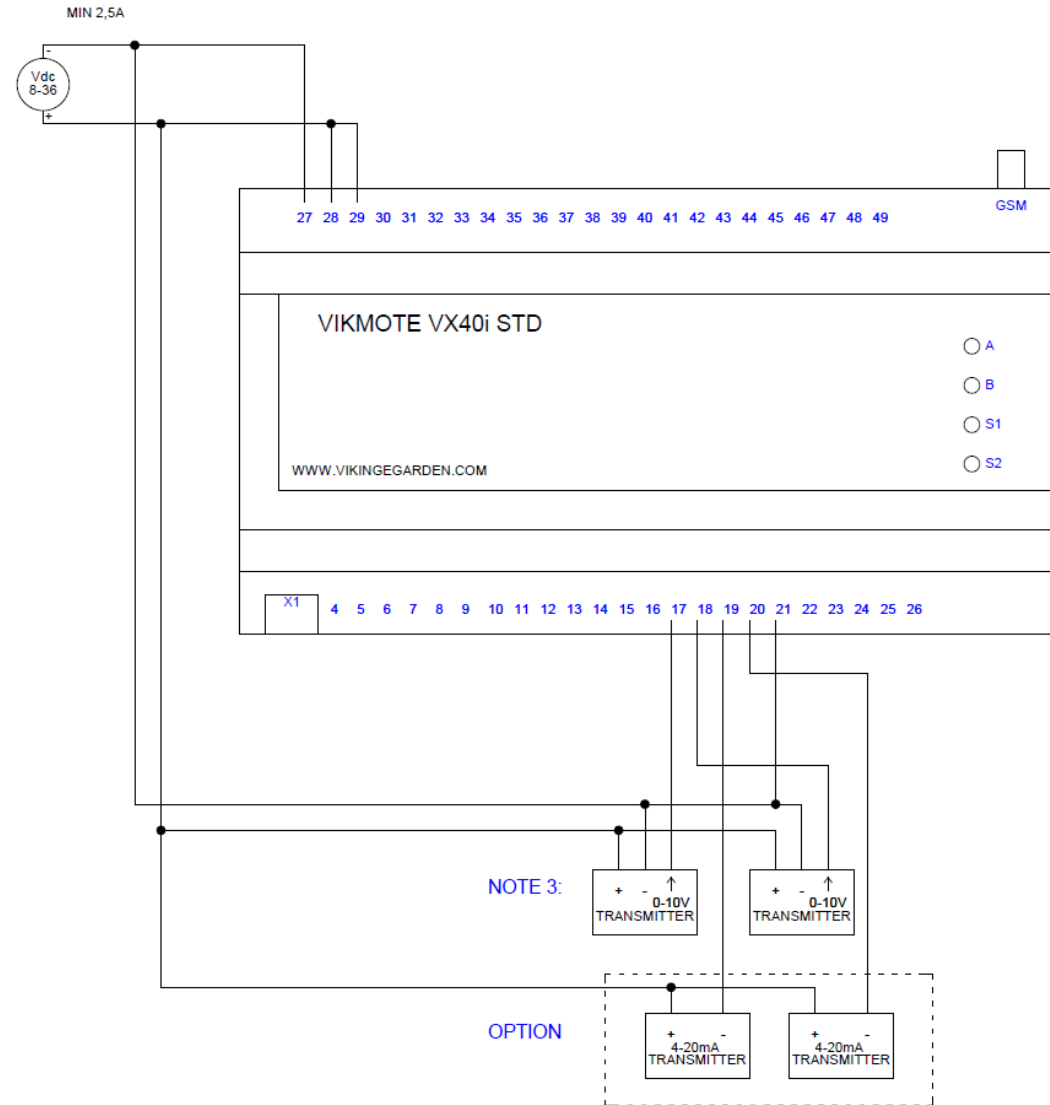 MIN 2,5A
-
Vdc
8-36
+
27 28 29 30 31 32 33 34 35 36 37 38 39 40 41 42 43 44 45 46 47 48 49
GSM
VIKMOTE VX40i STD
A
B
S1
S2
WWW.VIKINGEGARDEN.COM
X1 4 5 6 7 8 9 10 11 12 13 14 15 16 17 18 19 20 21 22 23 24 25 26
NOTE 3:
+ - ↑
0-10V
TRANSMITTER
+ - ↑
0-10V
TRANSMITTER
OPTION
+ -
4-20mA
TRANSMITTER
+ -
4-20mA
TRANSMITTER